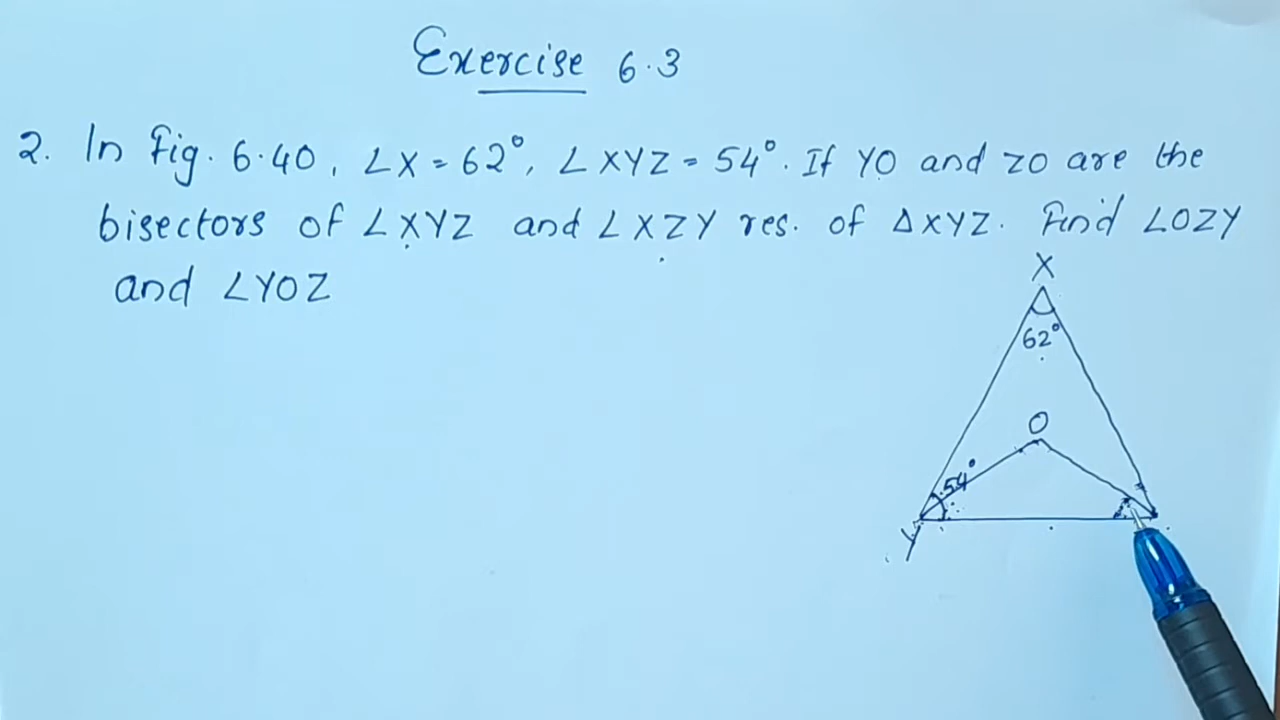 Exercise 6.3
2. In Fig. 6.40, ∠X = 62°, ∠XYZ = 54°. If YO and ZO are the
bisectors of ∠XYZ and ∠XZY res. of ΔXYZ. Find ∠OZY
and ∠YOZ
X
62°
O
54°
Y